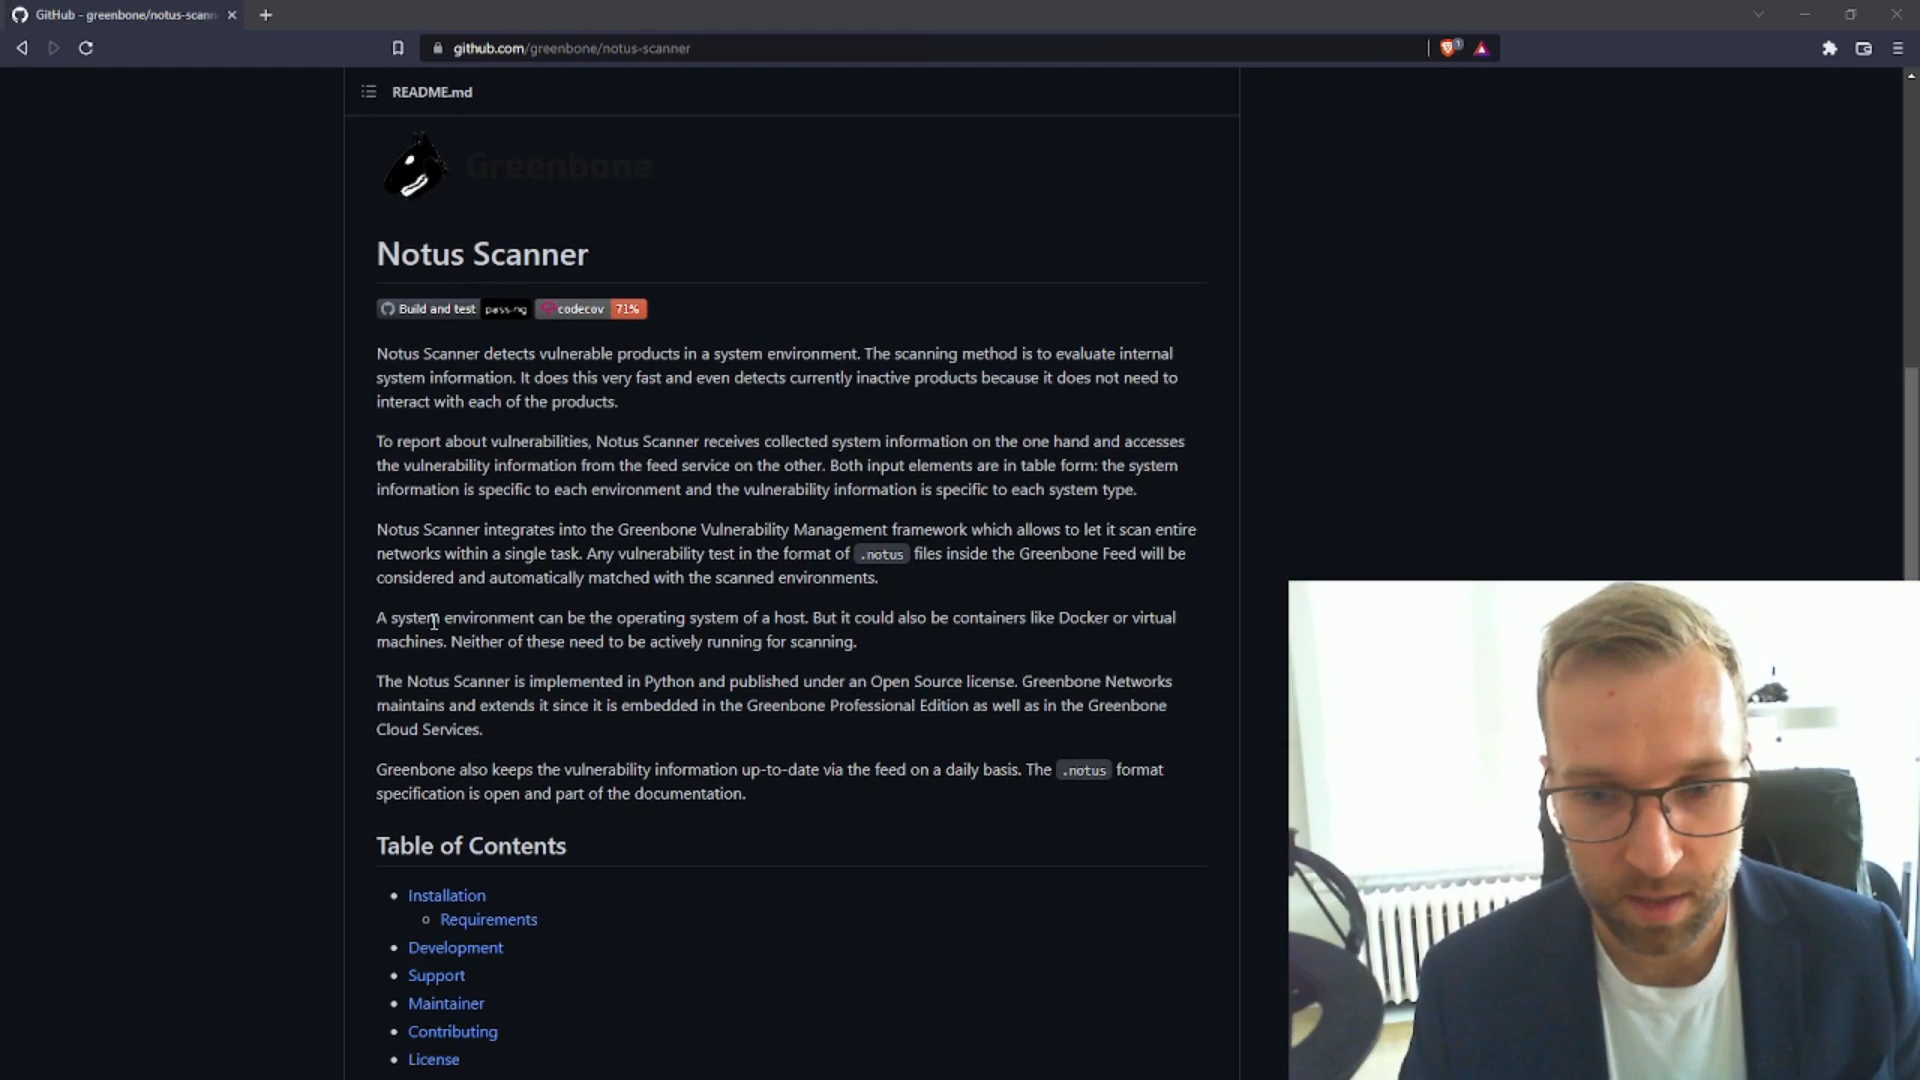 GitHub - greenbone/notus-scann
github.com/greenbone/notus-scanner
1
README.md
Greenbone
Notus Scanner
Build and test passing codecov 71%
Notus Scanner detects vulnerable products in a system environment. The scanning method is to evaluate internal
system information. It does this very fast and even detects currently inactive products because it does not need to
interact with each of the products.
To report about vulnerabilities, Notus Scanner receives collected system information on the one hand and accesses
the vulnerability information from the feed service on the other. Both input elements are in table form: the system
information is specific to each environment and the vulnerability information is specific to each system type.
Notus Scanner integrates into the Greenbone Vulnerability Management framework which allows to let it scan entire
networks within a single task. Any vulnerability test in the format of .notus files inside the Greenbone Feed will be
considered and automatically matched with the scanned environments.
A system environment can be the operating system of a host. But it could also be containers like Docker or virtual
machines. Neither of these need to be actively running for scanning.
The Notus Scanner is implemented in Python and published under an Open Source license. Greenbone Networks
maintains and extends it since it is embedded in the Greenbone Professional Edition as well as in the Greenbone
Cloud Services.
Greenbone also keeps the vulnerability information up-to-date via the feed on a daily basis. The .notus format
specification is open and part of the documentation.
Table of Contents
Installation
Requirements
Development
Support
Maintainer
Contributing
License